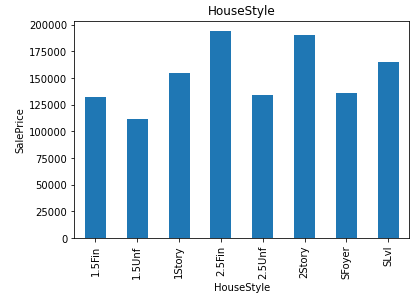 HouseStyle
200000
175000
150000
125000
100000
75000
50000
25000
0
SalePrice
1.5Fin
1.5Unf
1Story
2.5Fin
2.5Unf
2Story
SFoyer
SLvl
HouseStyle